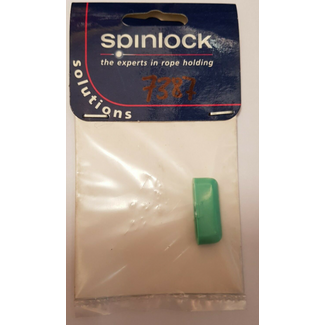 spinlock
the experts in rope holding
solutions